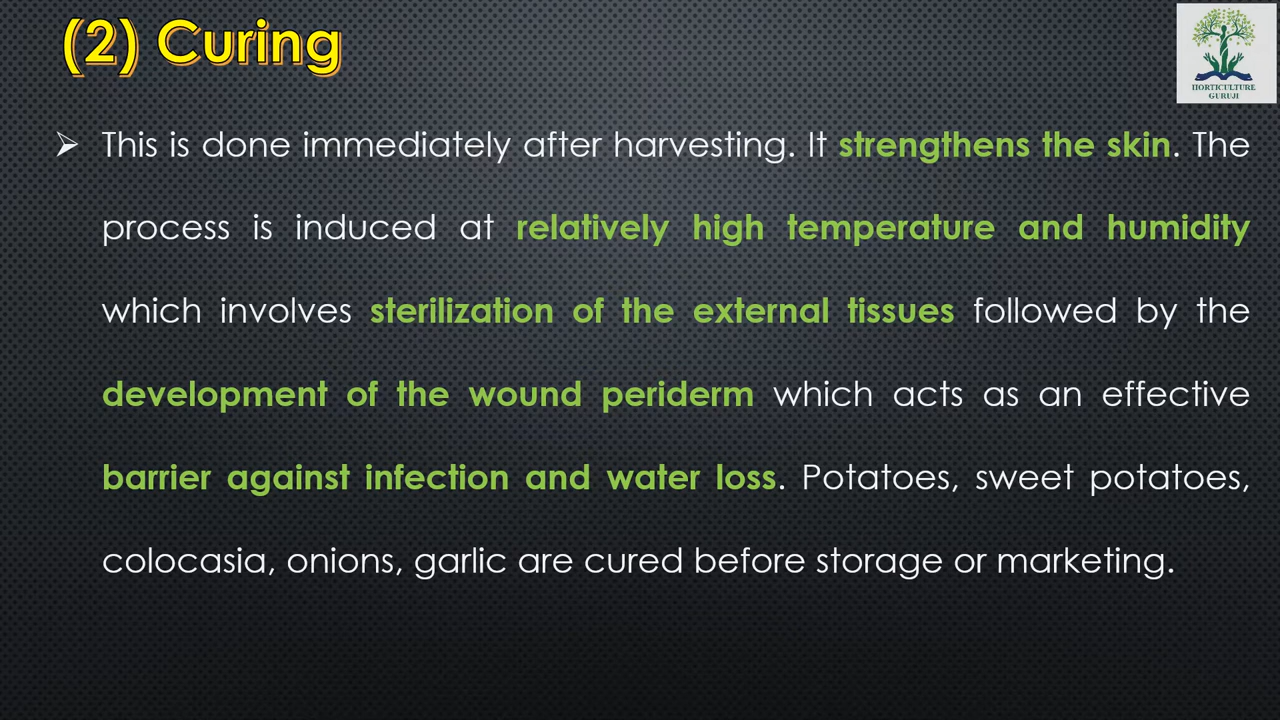 (2) Curing
HORTICULTURE
GURUJI
➢ This is done immediately after harvesting. It strengthens the skin. The
process is induced at relatively high temperature and humidity
which involves sterilization of the external tissues followed by the
development of the wound periderm which acts as an effective
barrier against infection and water loss. Potatoes, sweet potatoes,
colocasia, onions, garlic are cured before storage or marketing.